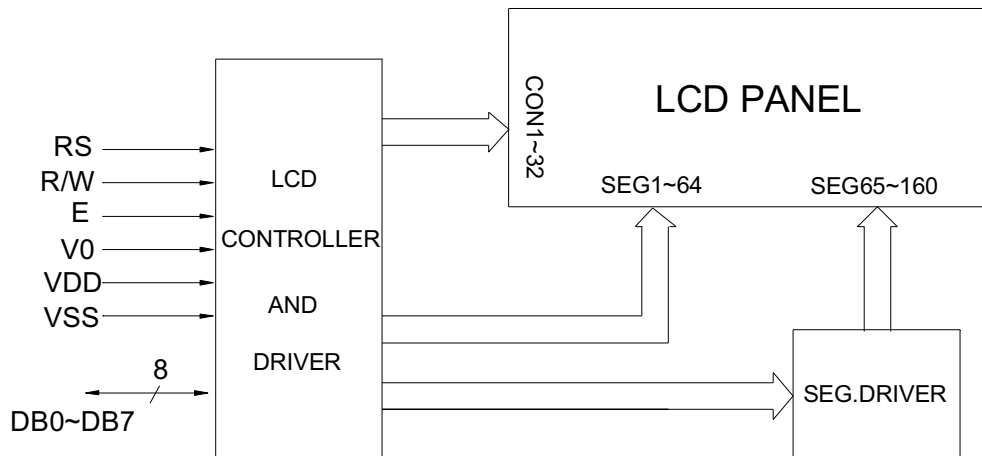 RS
R/W
E
V0
VDD
VSS
8
DB0~DB7
LCD
CONTROLLER
AND
DRIVER
CON1~32
LCD PANEL
SEG1~64
SEG65~160
SEG.DRIVER